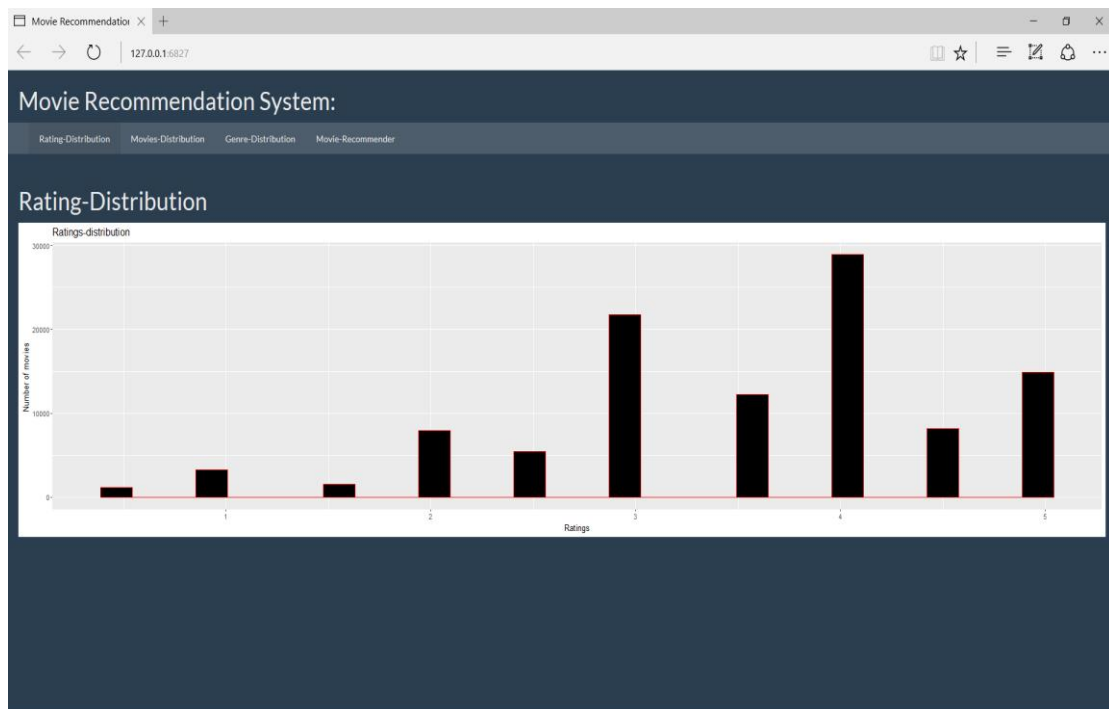 Movie Recommendation
127.0.0.1:6827
Movie Recommendation System:
Rating-Distribution Movies-Distribution Genre-Distribution Movie-Recommender
Rating-Distribution
Ratings-distribution
30000
20000
10000
0
Number of movies
1 2 3 4 5
Ratings